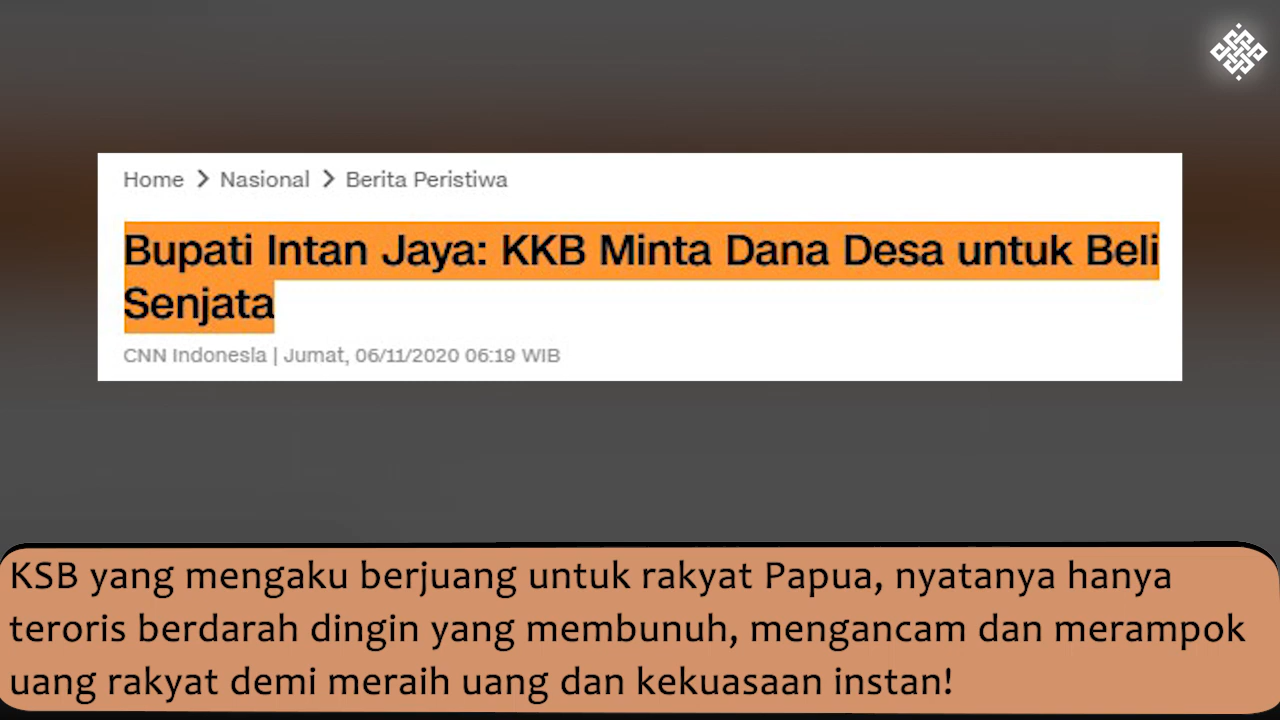 Home > Nasional > Berita Peristiwa
Bupati Intan Jaya: KKB Minta Dana Desa untuk Beli
Senjata
CNN Indonesia | Jumat, 06/11/2020 06:19 WIB
KSB yang mengaku berjuang untuk rakyat Papua, nyatanya hanya
teroris berdarah dingin yang membunuh, mengancam dan merampok
uang rakyat demi meraih uang dan kekuasaan instan!